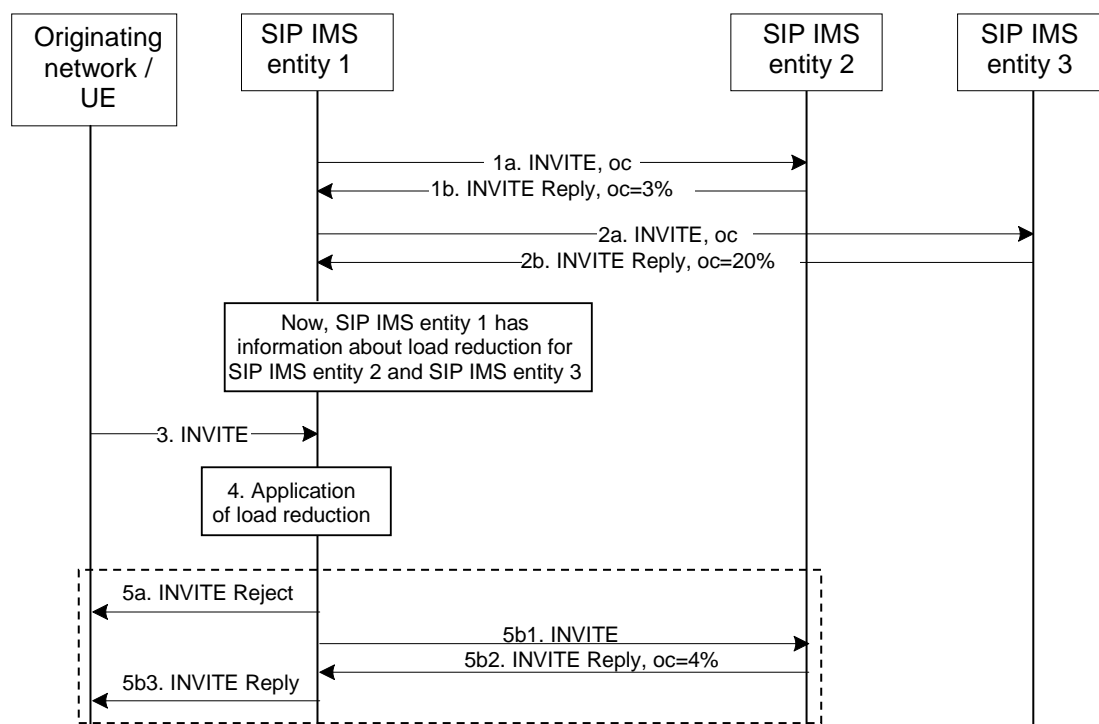 Originating
network /
UE
SIP IMS
entity 1
SIP IMS
entity 2
SIP IMS
entity 3
1a. INVITE, oc
1b. INVITE Reply, oc=3%
2a. INVITE, oc
2b. INVITE Reply, oc=20%
Now, SIP IMS entity 1 has
information about load reduction for
SIP IMS entity 2 and SIP IMS entity 3
3. INVITE
4. Application
of load reduction
5a. INVITE Reject
5b1. INVITE
5b2. INVITE Reply, oc=4%
5b3. INVITE Reply